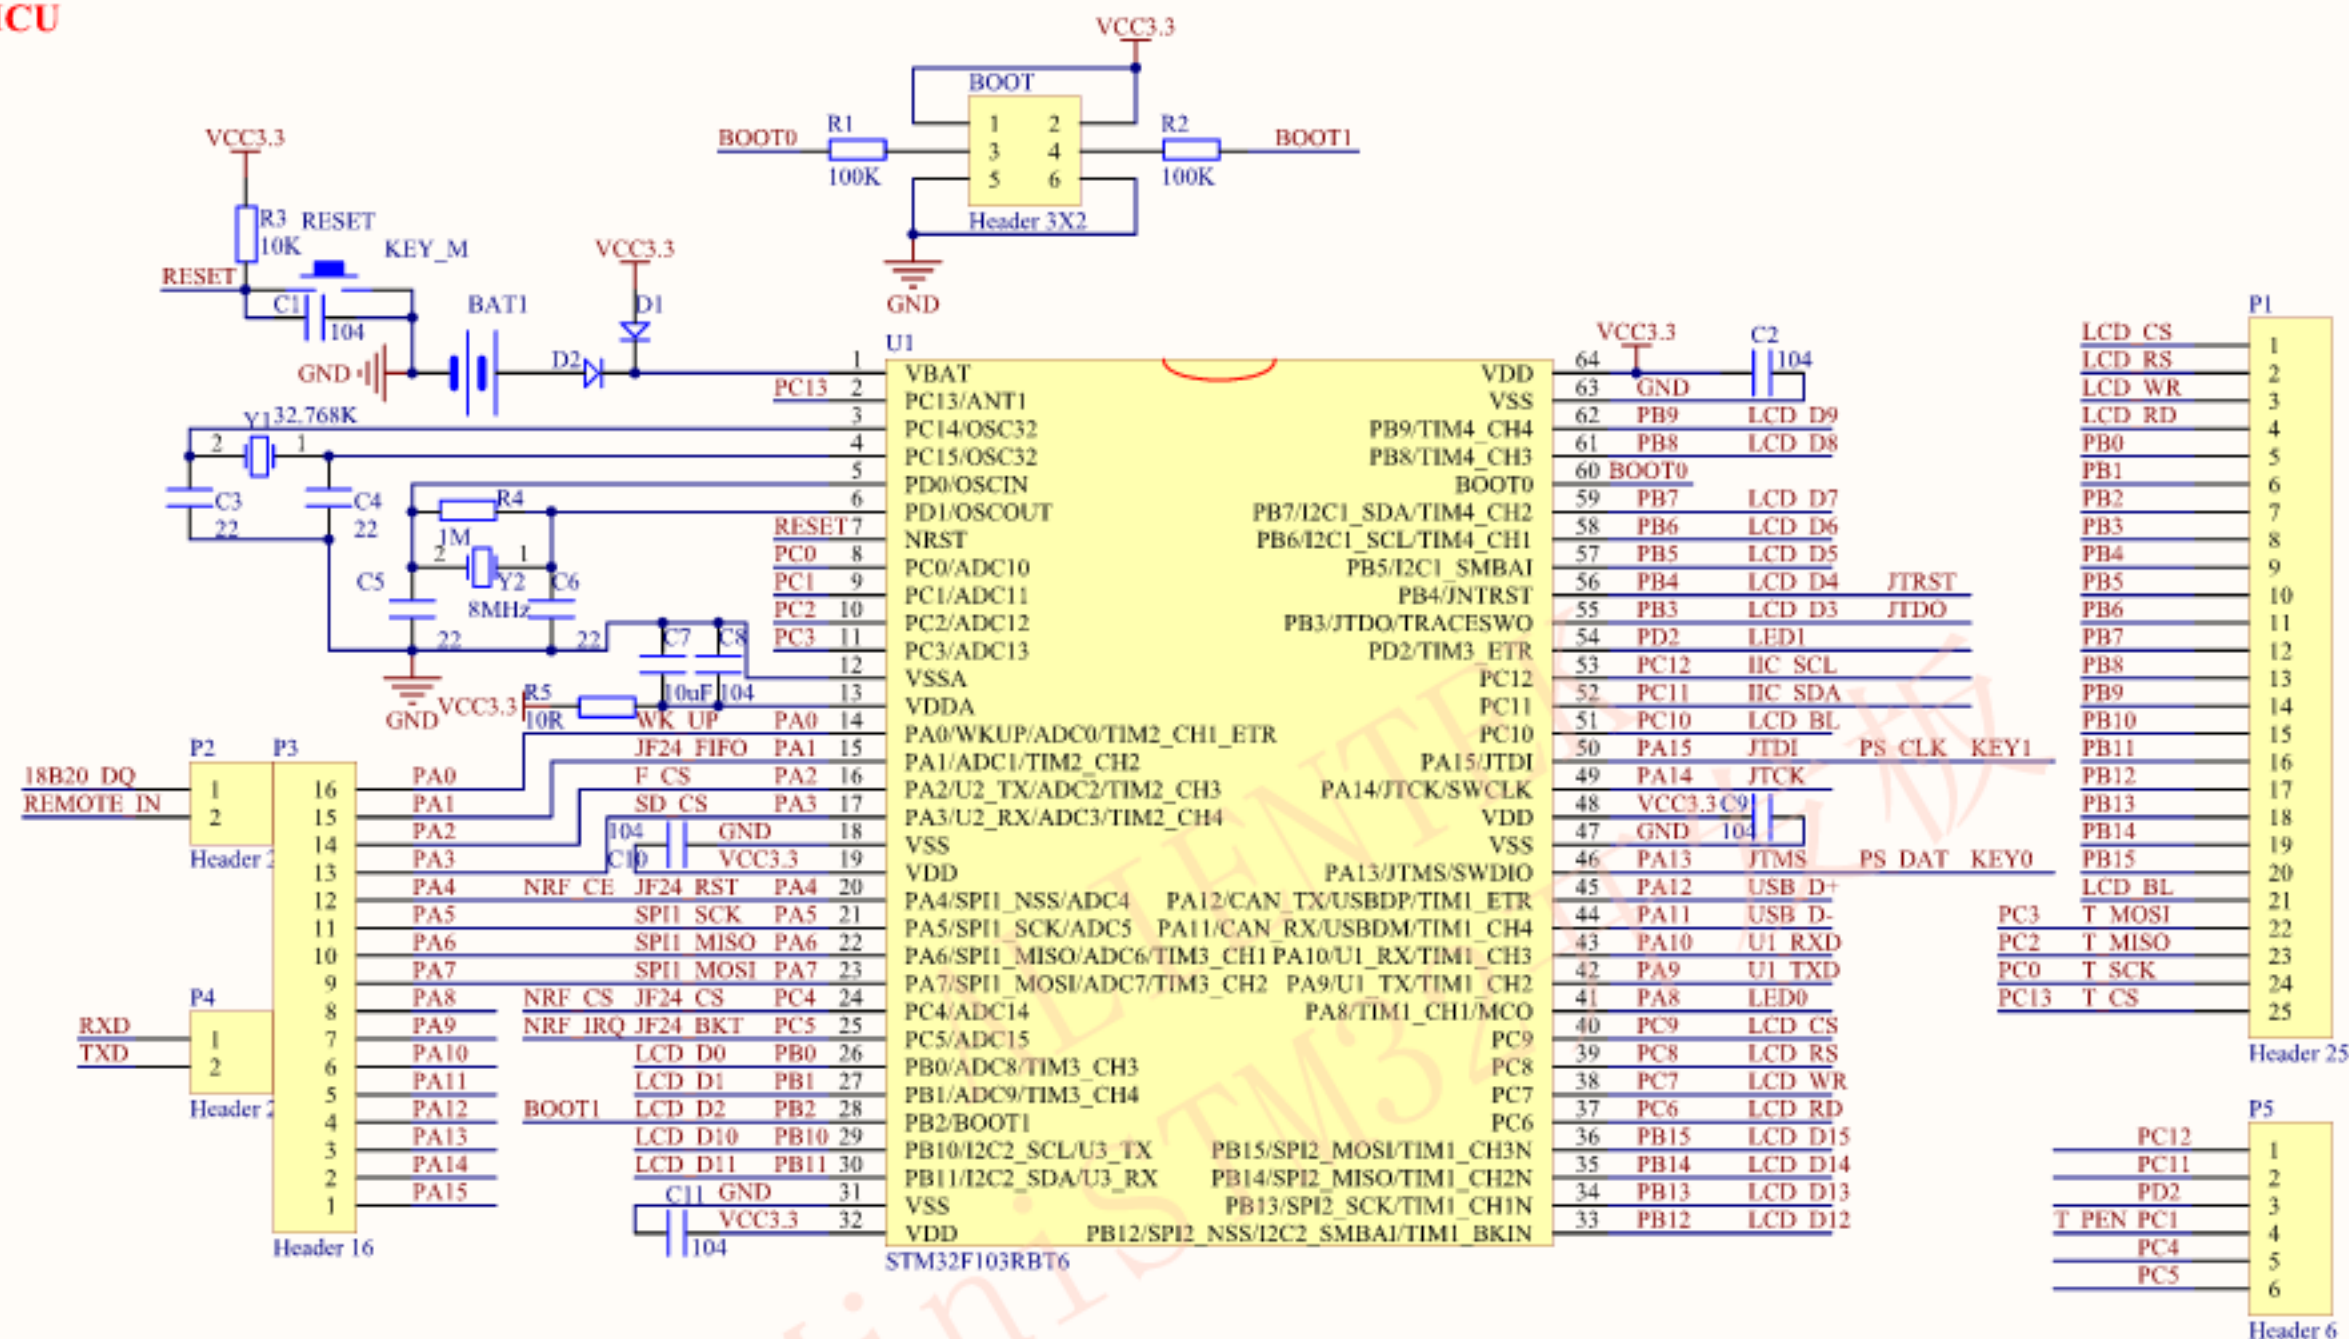 VCC3.3
BOOT
1 2
3 4
5 6
Header 3X2
BOOT0
R1
100K
R2
100K
BOOT1
GND
VCC3.3
R3
10K
RESET
KEY_M
RESET
C1
104
GND
BAT1
D2
VCC3.3
D1
Y1 32.768K
2 1
C3
22
C4
22
R4
1M
2 1
Y2
8MHz
C5
22
C6
22
GND
C7
10uF
C8
104
VCC3.3
R5
10R
U1
1 VBAT
PC13 2 PC13/ANT1
3 PC14/OSC32
4 PC15/OSC32
5 PD0/OSCIN
6 PD1/OSCOUT
RESET 7 NRST
PC0 8 PC0/ADC10
PC1 9 PC1/ADC11
PC2 10 PC2/ADC12
PC3 11 PC3/ADC13
12 VSSA
13 VDDA
WK_UP PA0 14 PA0/WKUP/ADC0/TIM2_CH1_ETR
JF24_FIFO PA1 15 PA1/ADC1/TIM2_CH2
F_CS PA2 16 PA2/U2_TX/ADC2/TIM2_CH3
SD_CS PA3 17 PA3/U2_RX/ADC3/TIM2_CH4
104 GND 18 VSS
C10 VCC3.3 19 VDD
NRF_CE JF24_RST PA4 20 PA4/SPI1_NSS/ADC4
SPI1_SCK PA5 21 PA5/SPI1_SCK/ADC5
SPI1_MISO PA6 22 PA6/SPI1_MISO/ADC6/TIM3_CH1
SPI1_MOSI PA7 23 PA7/SPI1_MOSI/ADC7/TIM3_CH2
NRF_CS JF24_CS PC4 24 PC4/ADC14
NRF_IRQ JF24_BKT PC5 25 PC5/ADC15
LCD_D0 PB0 26 PB0/ADC8/TIM3_CH3
LCD_D1 PB1 27 PB1/ADC9/TIM3_CH4
BOOT1 LCD_D2 PB2 28 PB2/BOOT1
LCD_D10 PB10 29 PB10/I2C2_SCL/U3_TX
LCD_D11 PB11 30 PB11/I2C2_SDA/U3_RX
C11 GND 31 VSS
VCC3.3 32 VDD
104
STM32F103RBT6
VCC3.3
C2
104
VDD 64
VSS 63 GND
PB9/TIM4_CH4 62 PB9 LCD_D9
PB8/TIM4_CH3 61 PB8 LCD_D8
BOOT0 60 BOOT0
PB7/I2C1_SDA/TIM4_CH2 59 PB7 LCD_D7
PB6/I2C1_SCL/TIM4_CH1 58 PB6 LCD_D6
PB5/I2C1_SMBAI 57 PB5 LCD_D5
PB4/JNTRST 56 PB4 LCD_D4 JTRST
PB3/JTDO/TRACESWO 55 PB3 LCD_D3 JTDO
PD2/TIM3_ETR 54 PD2 LED1
PC12 53 PC12 IIC_SCL
PC11 52 PC11 IIC_SDA
PC10 51 PC10 LCD_BL
PA15/JTDI 50 PA15 JTDI PS_CLK KEY1
PA14/JTCK/SWCLK 49 PA14 JTCK
VDD 48 VCC3.3 C9
VSS 47 GND 104
PA13/JTMS/SWDIO 46 PA13 JTMS PS_DAT KEY0
PA12/CAN_TX/USBDP/TIM1_ETR 45 PA12 USB_D+
PA11/CAN_RX/USBDM/TIM1_CH4 44 PA11 USB_D-
PA10/U1_RX/TIM1_CH3 43 PA10 U1_RXD
PA9/U1_TX/TIM1_CH2 42 PA9 U1_TXD
PA8/TIM1_CH1/MCO 41 PA8 LED0
PC9 40 PC9 LCD_CS
PC8 39 PC8 LCD_RS
PC7 38 PC7 LCD_WR
PC6 37 PC6 LCD_RD
PB15/SPI2_MOSI/TIM1_CH3N 36 PB15 LCD_D15
PB14/SPI2_MISO/TIM1_CH2N 35 PB14 LCD_D14
PB13/SPI2_SCK/TIM1_CH1N 34 PB13 LCD_D13
PB12/SPI2_NSS/I2C2_SMBAI/TIM1_BKIN 33 PB12 LCD_D12
P2
18B20_DQ 1
REMOTE_IN 2
Header
P4
RXD 1
TXD 2
Header
P3
16 PA0
15 PA1
14 PA2
13 PA3
12 PA4
11 PA5
10 PA6
9 PA7
8 PA8
7 PA9
6 PA10
5 PA11
4 PA12
3 PA13
2 PA14
1 PA15
Header 16
P1
LCD_CS 1
LCD_RS 2
LCD_WR 3
LCD_RD 4
PB0 5
PB1 6
PB2 7
PB3 8
PB4 9
PB5 10
PB6 11
PB7 12
PB8 13
PB9 14
PB10 15
PB11 16
PB12 17
PB13 18
PB14 19
PB15 20
LCD_BL 21
PC3 T_MOSI 22
PC2 T_MISO 23
PC0 T_SCK 24
PC13 T_CS 25
Header 25
P5
PC12 1
PC11 2
PD2 3
T_PEN PC1 4
PC4 5
PC5 6
Header 6
ALIENTEK
MiniSTM32开发板